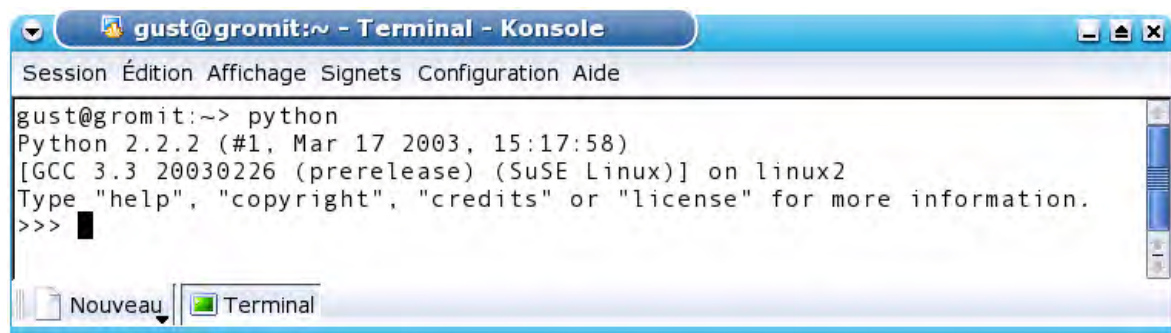 gust@gromit:~ - Terminal - Konsole
Session Édition Affichage Signets Configuration Aide
gust@gromit:~> python
Python 2.2.2 (#1, Mar 17 2003, 15:17:58)
[GCC 3.3 20030226 (prerelease) (SuSE Linux)] on linux2
Type "help", "copyright", "credits" or "license" for more information.
>>>
Nouveau Terminal